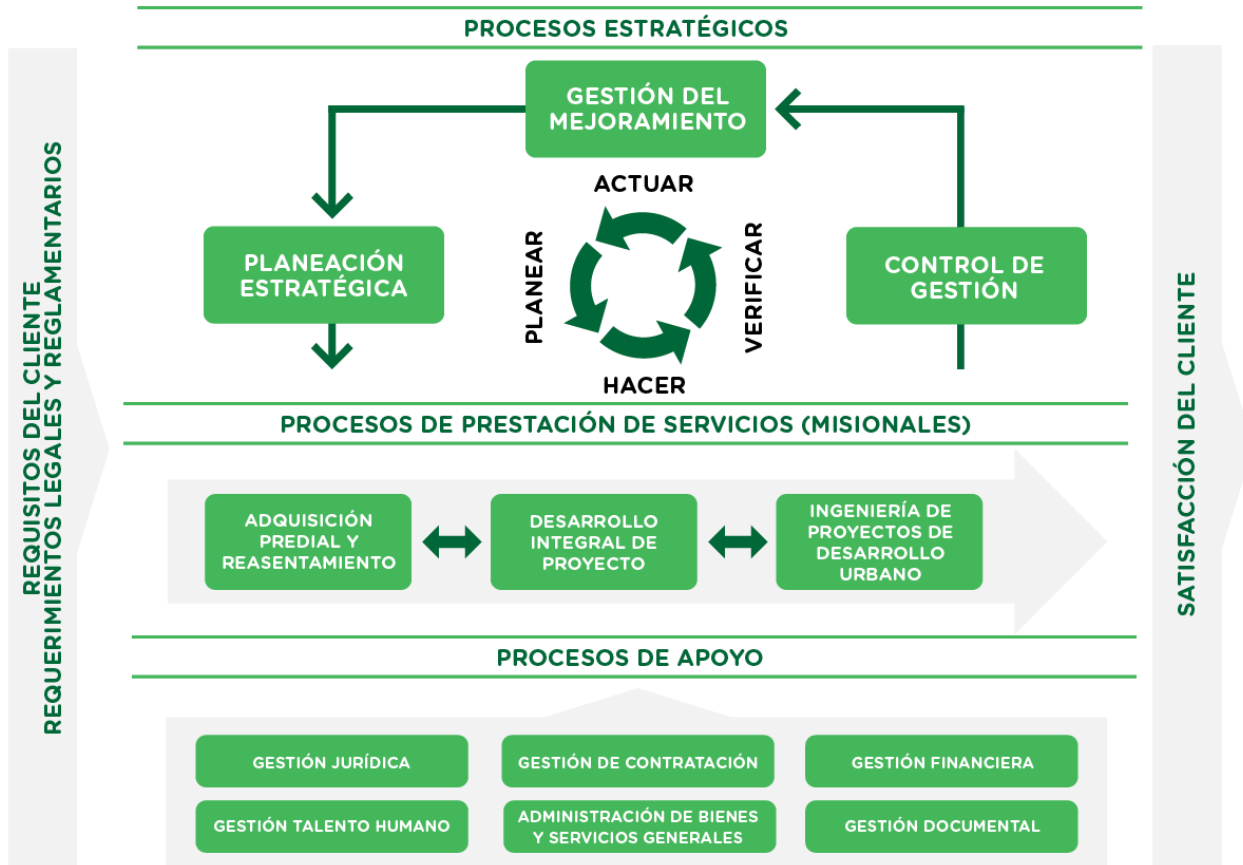 PROCESOS ESTRATÉGICOS
REQUISITOS DEL CLIENTE
REQUERIMIENTOS LEGALES Y REGLAMENTARIOS
GESTIÓN DEL
MEJORAMIENTO
ACTUAR
PLANEACIÓN
ESTRATÉGICA
PLANEAR
VERIFICAR
CONTROL DE
GESTIÓN
HACER
PROCESOS DE PRESTACIÓN DE SERVICIOS (MISIONALES)
ADQUISICIÓN
PREDIAL Y
REASENTAMIENTO
DESARROLLO
INTEGRAL DE
PROYECTO
INGENIERÍA DE
PROYECTOS DE
DESARROLLO
URBANO
SATISFACCIÓN DEL CLIENTE
PROCESOS DE APOYO
GESTIÓN JURÍDICA
GESTIÓN DE CONTRATACIÓN
GESTIÓN FINANCIERA
GESTIÓN TALENTO HUMANO
ADMINISTRACIÓN DE BIENES
Y SERVICIOS GENERALES
GESTIÓN DOCUMENTAL